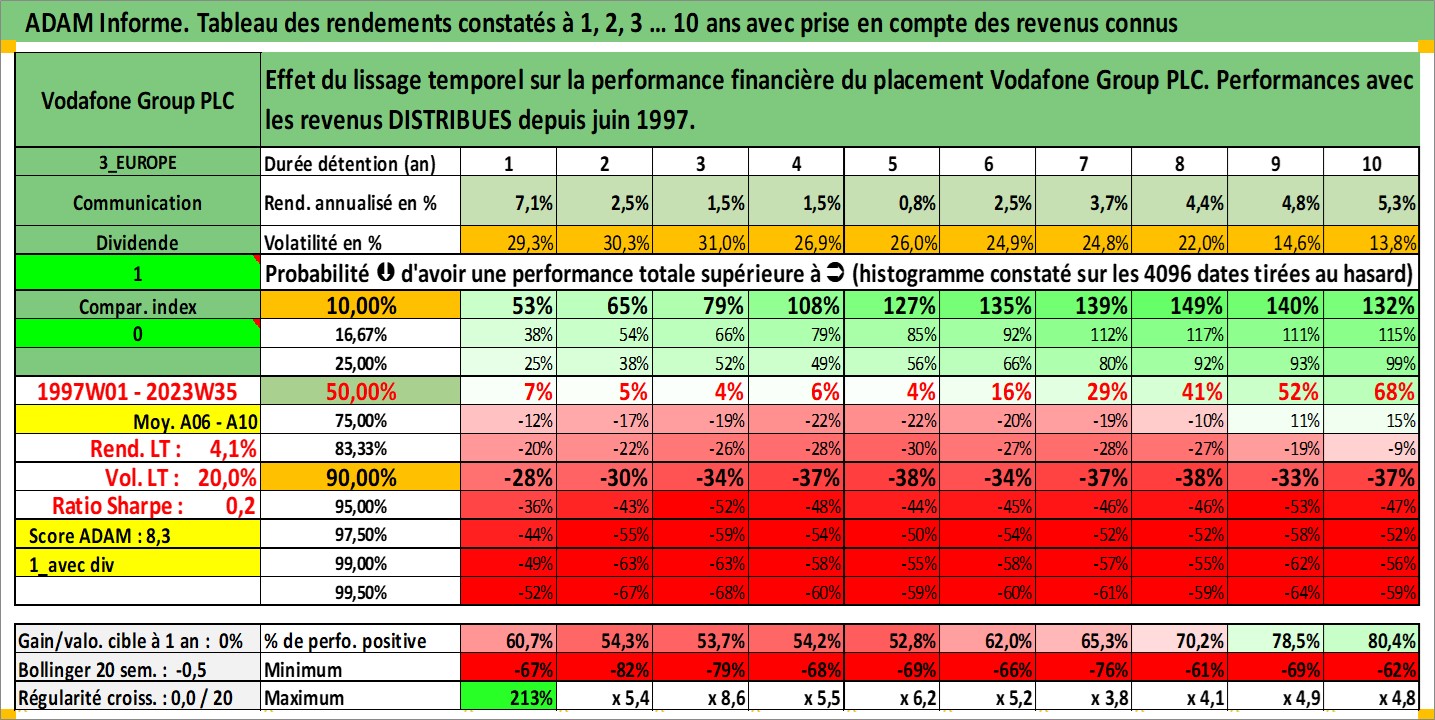 ADAM Informe. Tableau des rendements constatés à 1, 2, 3 ... 10 ans avec prise en compte des revenus connus
Vodafone Group PLC
Effet du lissage temporel sur la performance financière du placement Vodafone Group PLC. Performances avec
les revenus DISTRIBUES depuis juin 1997.
3_EUROPE Durée détention (an) 1 2 3 4 5 6 7 8 9 10
Communication Rend. annualisé en % 7,1% 2,5% 1,5% 1,5% 0,8% 2,5% 3,7% 4,4% 4,8% 5,3%
Dividende Volatilité en % 29,3% 30,3% 31,0% 26,9% 26,0% 24,9% 24,8% 22,0% 14,6% 13,8%
1 Probabilité d'avoir une performance totale supérieure à (histogramme constaté sur les 4096 dates tirées au hasard)
Compar. index 10,00% 53% 65% 79% 108% 127% 135% 139% 149% 140% 132%
0 16,67% 38% 54% 66% 79% 85% 92% 112% 117% 111% 115%
25,00% 25% 38% 52% 49% 56% 66% 80% 92% 93% 99%
1997W01 - 2023W35 50,00% 7% 5% 4% 6% 4% 16% 29% 41% 52% 68%
Moy. A06 - A10 75,00% -12% -17% -19% -22% -22% -20% -19% -10% 11% 15%
Rend. LT : 4,1% 83,33% -20% -22% -26% -28% -30% -27% -28% -27% -19% -9%
Vol. LT : 20,0% 90,00% -28% -30% -34% -37% -38% -34% -37% -38% -33% -37%
Ratio Sharpe : 0,2 95,00% -36% -43% -52% -48% -44% -45% -46% -46% -53% -47%
Score ADAM : 8,3 97,50% -44% -55% -59% -54% -50% -54% -52% -52% -58% -52%
1_avec div 99,00% -49% -63% -63% -58% -55% -58% -57% -55% -62% -56%
99,50% -52% -67% -68% -60% -59% -60% -61% -59% -64% -59%
Gain/valo. cible à 1 an : 0% % de perfo. positive 60,7% 54,3% 53,7% 54,2% 52,8% 62,0% 65,3% 70,2% 78,5% 80,4%
Bollinger 20 sem. : -0,5 Minimum -67% -82% -79% -68% -69% -66% -76% -61% -69% -62%
Régularité croiss. : 0,0 / 20 Maximum 213% x 5,4 x 8,6 x 5,5 x 6,2 x 5,2 x 3,8 x 4,1 x 4,9 x 4,8